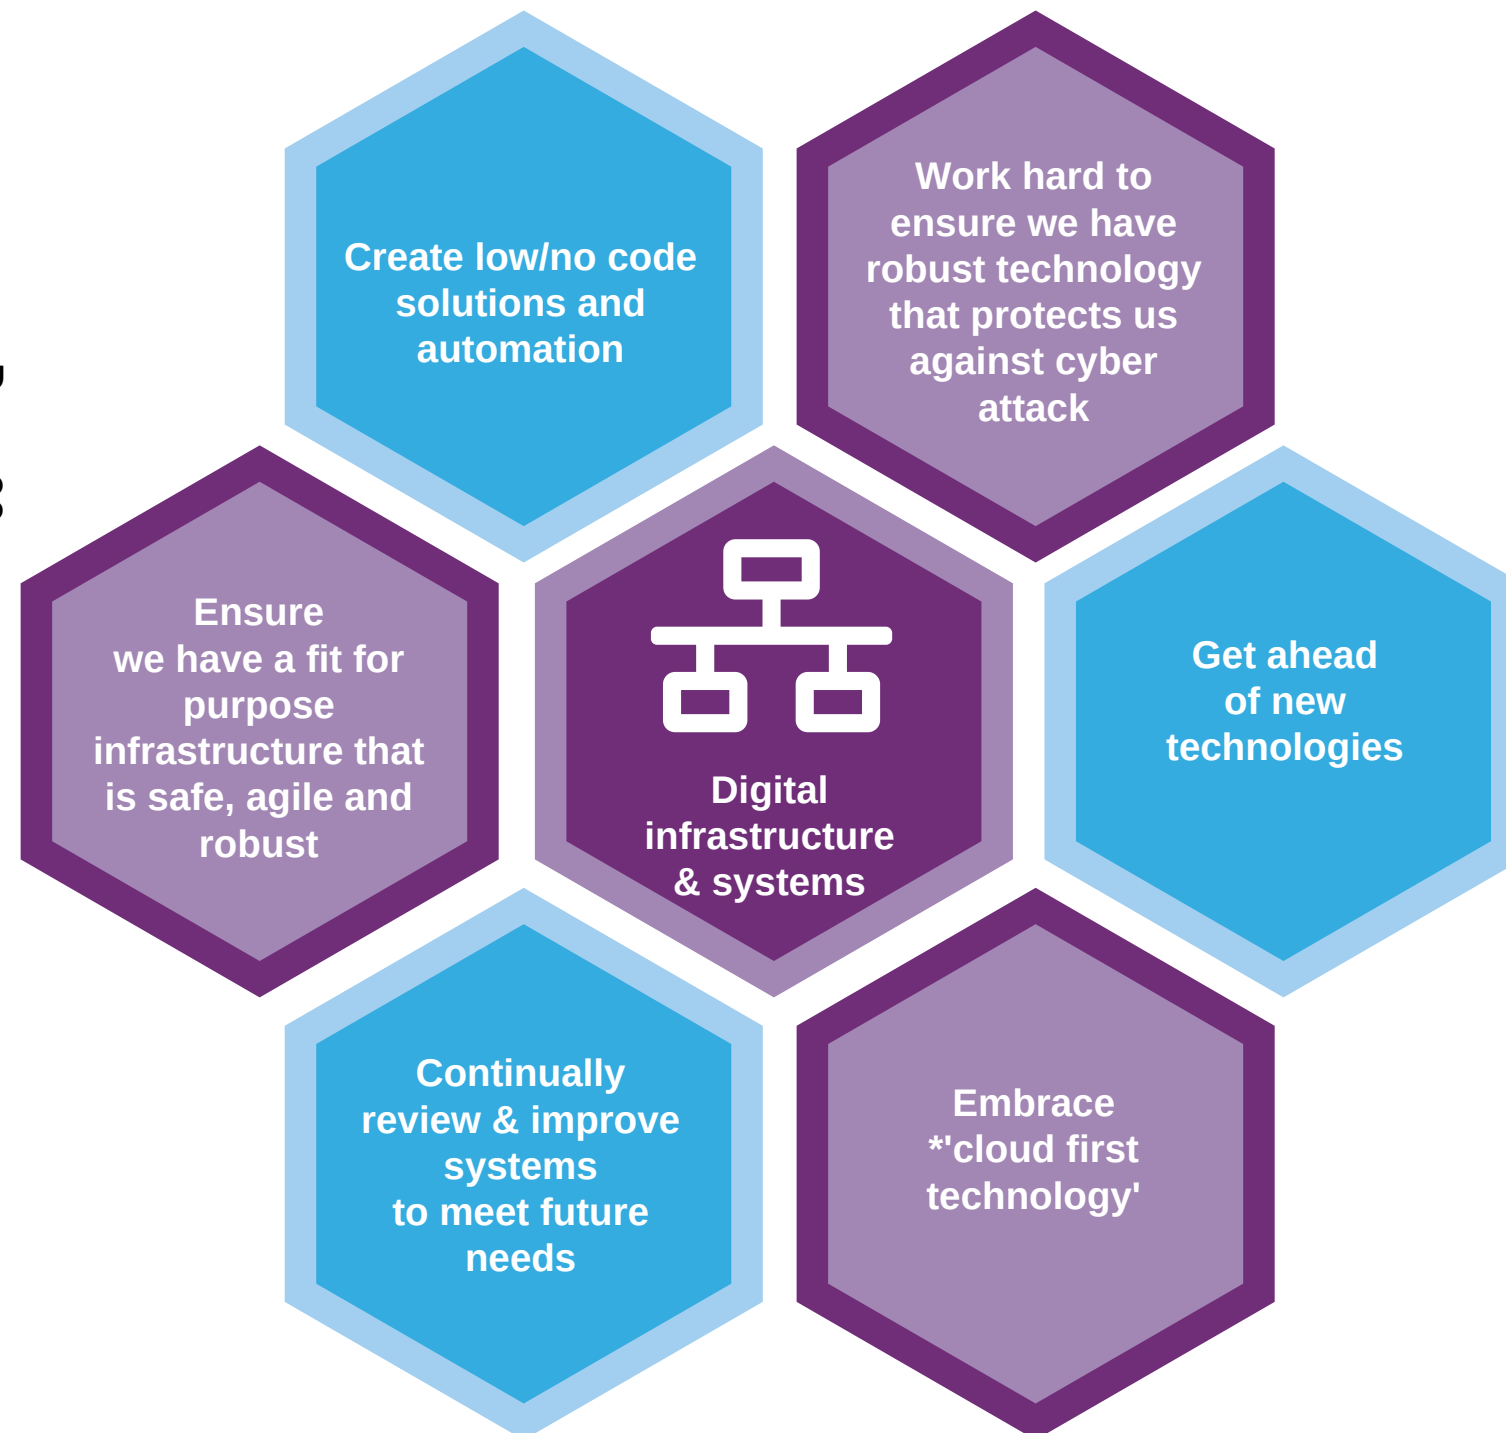 Create low/no code
solutions and
automation
Work hard to
ensure we have
robust technology
that protects us
against cyber
attack
Ensure
we have a fit for
purpose
infrastructure that
is safe, agile and
robust
Digital
infrastructure
& systems
Get ahead
of new
technologies
Continually
review & improve
systems
to meet future
needs
Embrace
*'cloud first
technology'